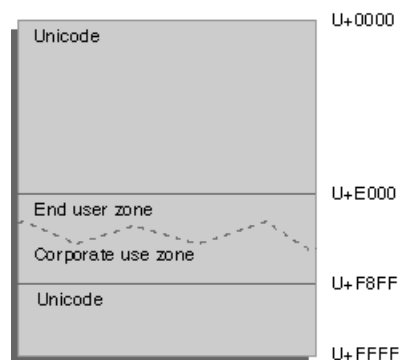 U+0000
Unicode
U+E000
End user zone
Corporate use zone
U+F8FF
Unicode
U+FFFF